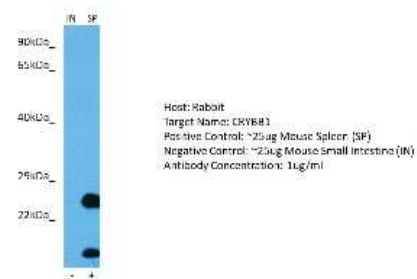 IN SP
90kDa_
65kDa_
40kDa_
29kDa_
22kDa_
- +
Host: Rabbit
Target Name: CRYBB1
Positive Control: ~25ug Mouse Spleen (SP)
Negative Control: ~25ug Mouse Small Intestine (IN)
Antibody Concentration: 1ug/ml